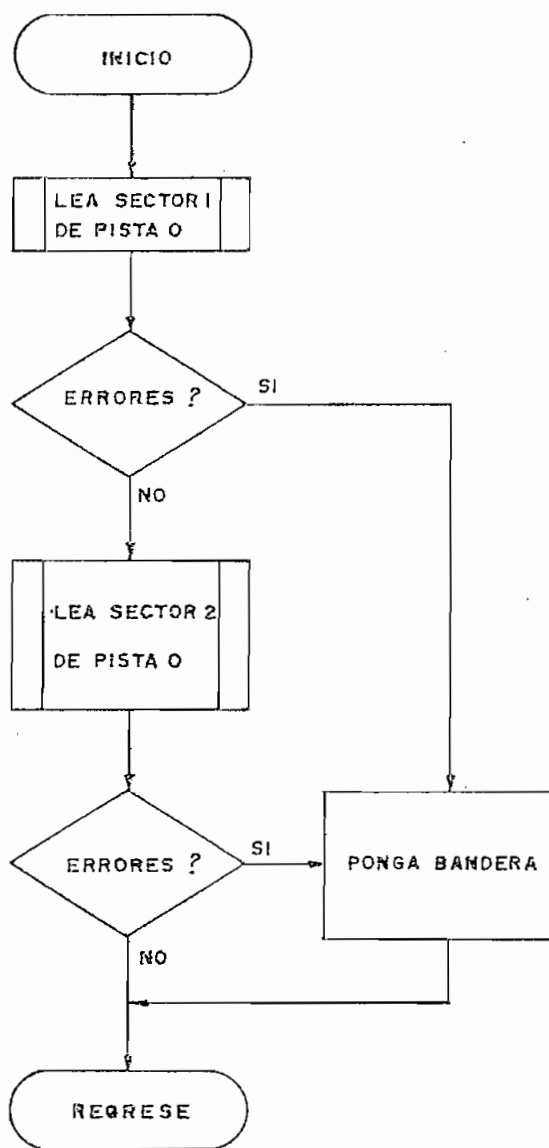 INICIO
LEA SECTOR 1
DE PISTA 0
ERRORES ?
SI
NO
LEA SECTOR 2
DE PISTA 0
ERRORES ?
SI
PONGA BANDERA
NO
REGRESE